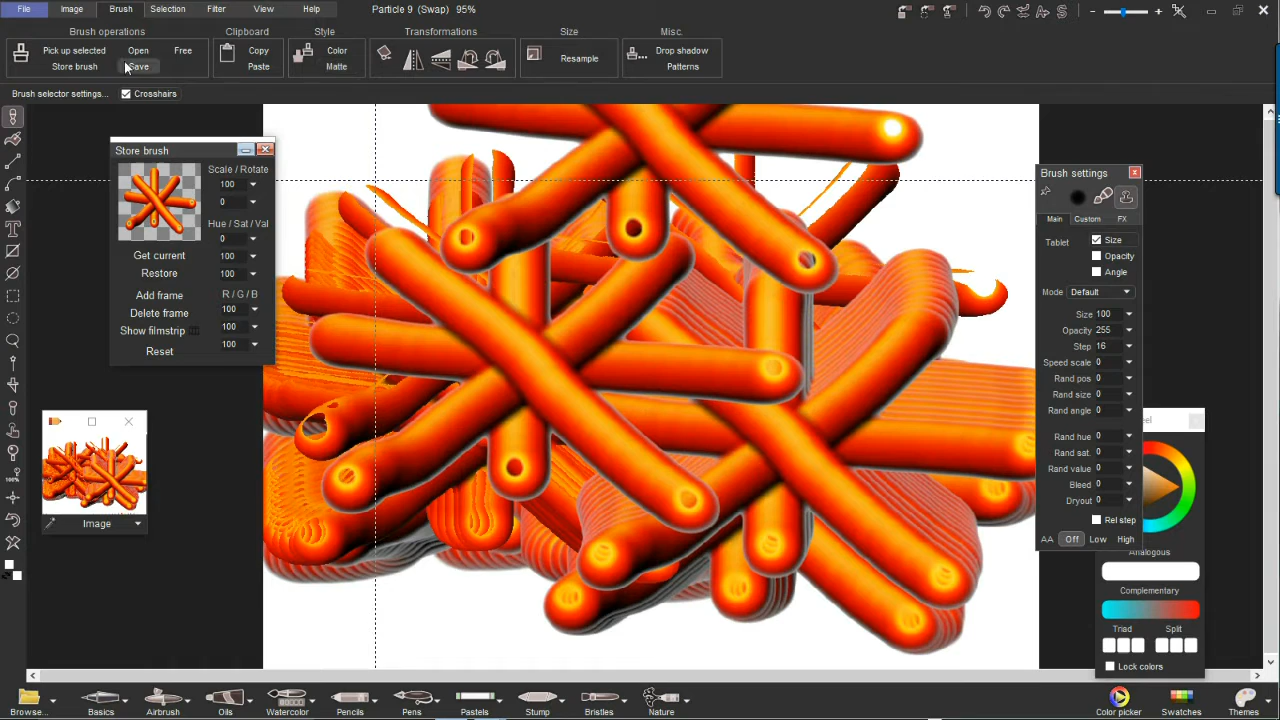 File Image Brush Selection Filter View Help Particle 9 (Swap) 95%
Brush operations Clipboard Style Transformations Size Misc.
Pick up selected Open Free Copy Color Drop shadow
Store brush Save Paste Matte Resample Patterns
Brush selector settings... Crosshairs
Store brush
Scale / Rotate
100
0
Hue / Sat / Val
0
Get current 100
Restore 100
Add frame R / G / B
Delete frame 100
Show filmstrip 100
Reset 100
Image
100%
Brush settings
Main Custom FX
Tablet Size
Opacity
Angle
Mode Default
Size 100
Opacity 255
Step 16
Speed scale 0
Rand pos 0
Rand size 0
Rand angle 0
Rand hue 0
Rand sat. 0
Rand value 0
Bleed 0
Dryout 0
Rel step
AA Off Low High
eel
Analogous
Complementary
Triad Split
Lock colors
Browse... Basics Airbrush Oils Watercolor Pencils Pens Pastels Stump Bristles Nature Color picker Swatches Themes